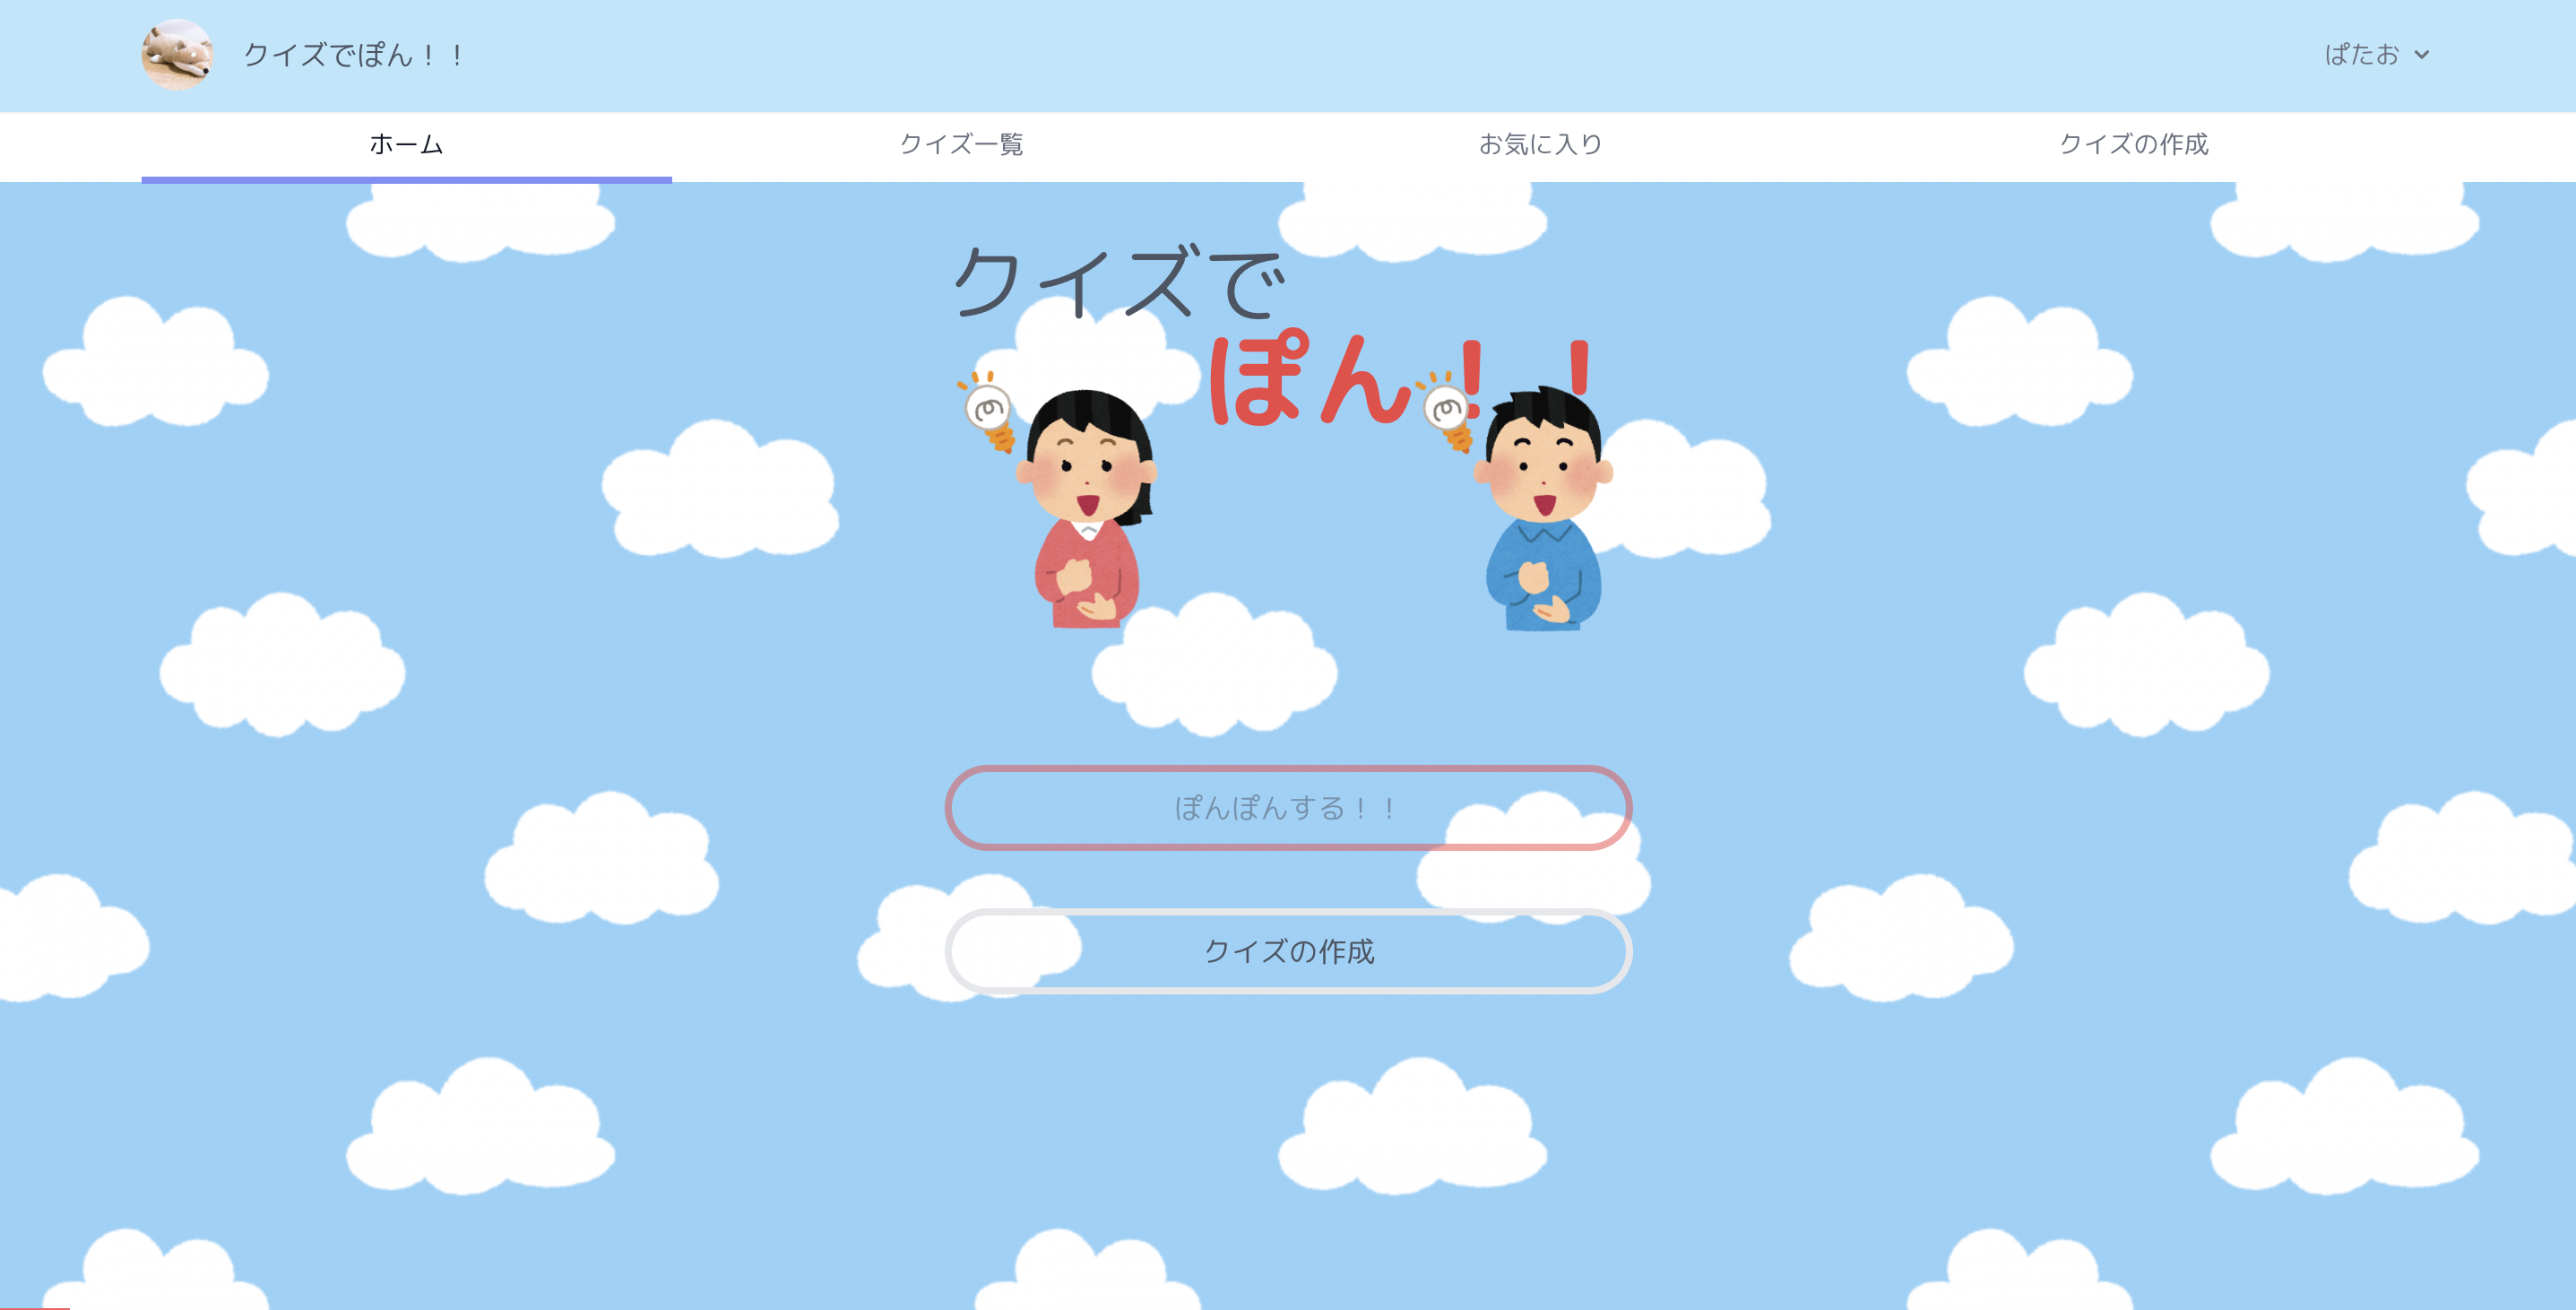 クイズでぽん！！
ぱたお
ホーム
クイズ一覧
お気に入り
クイズの作成
クイズで
ぽん！！
ぽんぽんする！！
クイズの作成